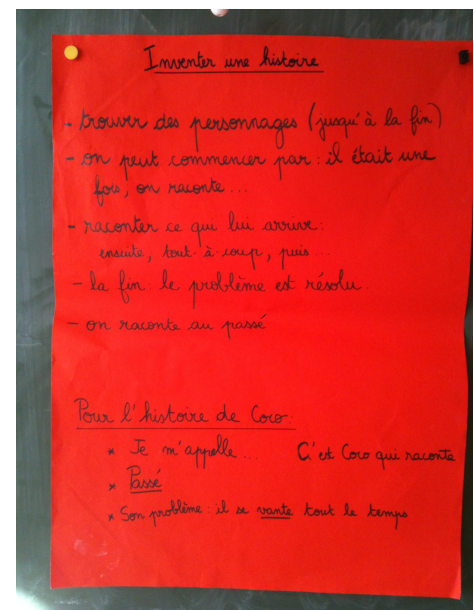 Inventer une histoire
- trouver des personnages (jusqu'à la fin)
- on peut commencer par : il était une
fois, on raconte ...
- raconter ce qui lui arrive :
ensuite, tout à coup, puis ...
- la fin : le problème est résolu.
- on raconte au passé
Pour l'histoire de Coco :
* Je m'appelle ... C'est Coco qui raconte
* Passé
* Son problème : il se vante tout le temps